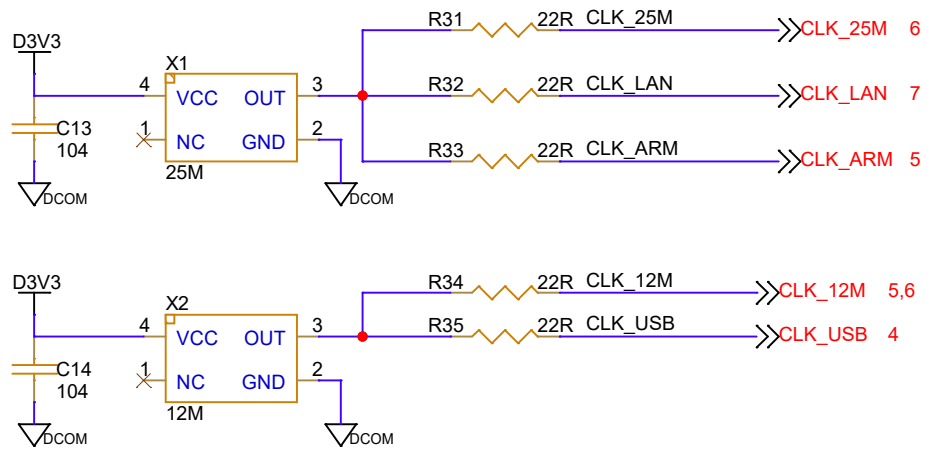 R31 22R CLK_25M CLK_25M 6
D3V3
X1
4 VCC OUT 3 R32 22R CLK_LAN CLK_LAN 7
C13
104
1 NC GND 2
R33 22R CLK_ARM CLK_ARM 5
25M
DCOM DCOM
D3V3
R34 22R CLK_12M CLK_12M 5,6
X2
4 VCC OUT 3 R35 22R CLK_USB CLK_USB 4
C14
104
1 NC GND 2
12M
DCOM DCOM